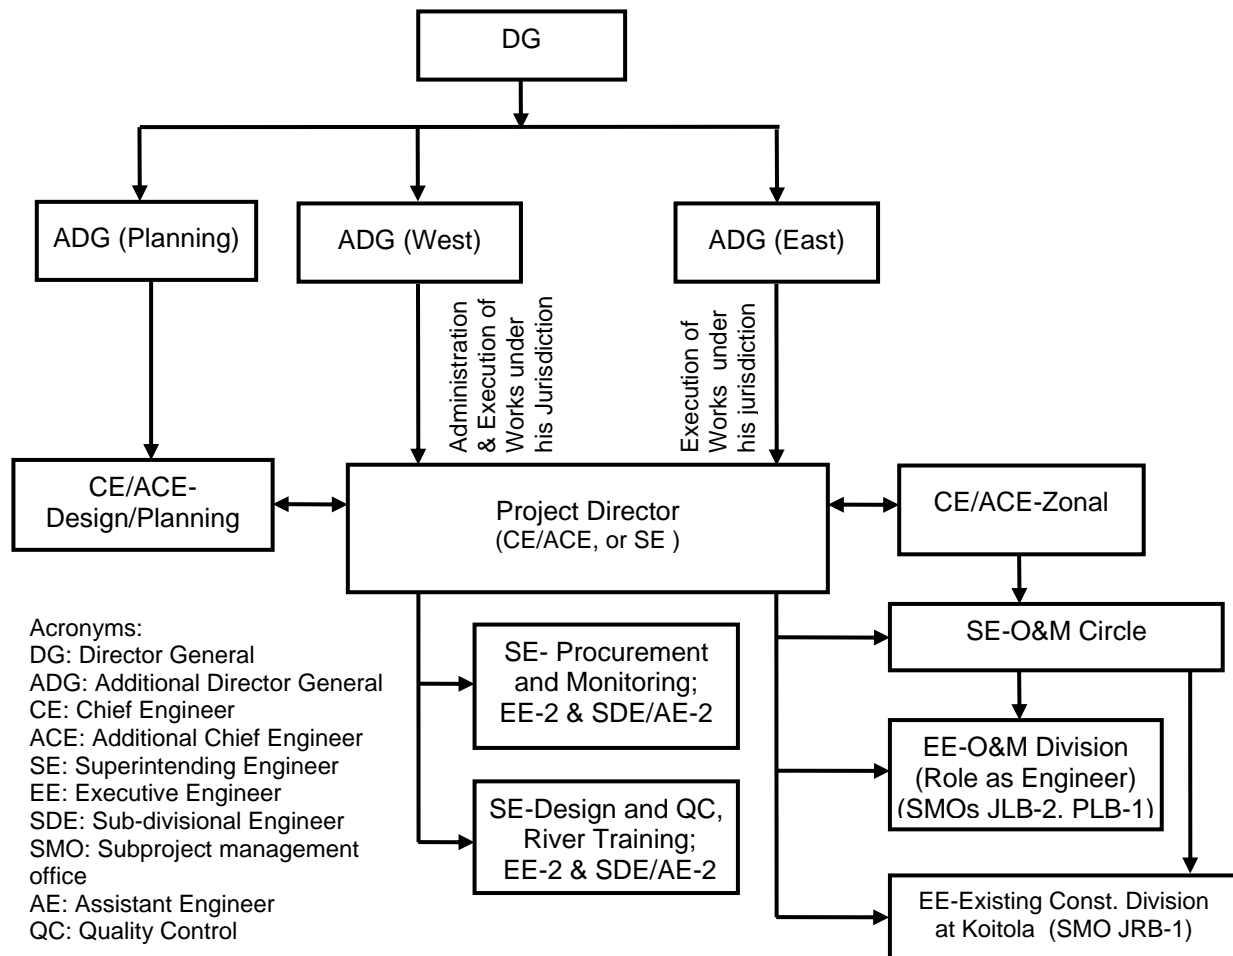 DG
ADG (Planning)
ADG (West)
ADG (East)
Administration
& Execution of
Works under
his Jurisdiction
Execution of
Works under
his jurisdiction
CE/ACE-
Design/Planning
Project Director
(CE/ACE, or SE )
CE/ACE-Zonal
SE-O&M Circle
SE- Procurement
and Monitoring;
EE-2 & SDE/AE-2
EE-O&M Division
(Role as Engineer)
(SMOs JLB-2. PLB-1)
SE-Design and QC,
River Training;
EE-2 & SDE/AE-2
EE-Existing Const. Division
at Koitola (SMO JRB-1)
Acronyms:
DG: Director General
ADG: Additional Director General
CE: Chief Engineer
ACE: Additional Chief Engineer
SE: Superintending Engineer
EE: Executive Engineer
SDE: Sub-divisional Engineer
SMO: Subproject management
office
AE: Assistant Engineer
QC: Quality Control